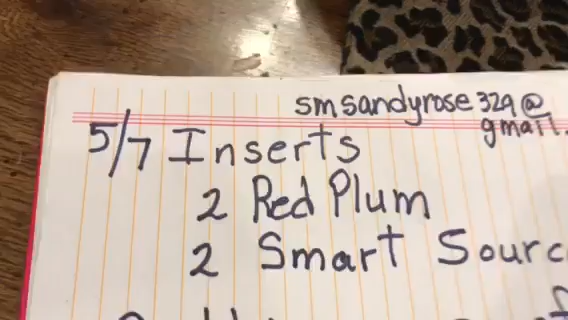 smsandyrose329@
gmail.
5/7 Inserts
2 Red Plum
2 Smart Sourc